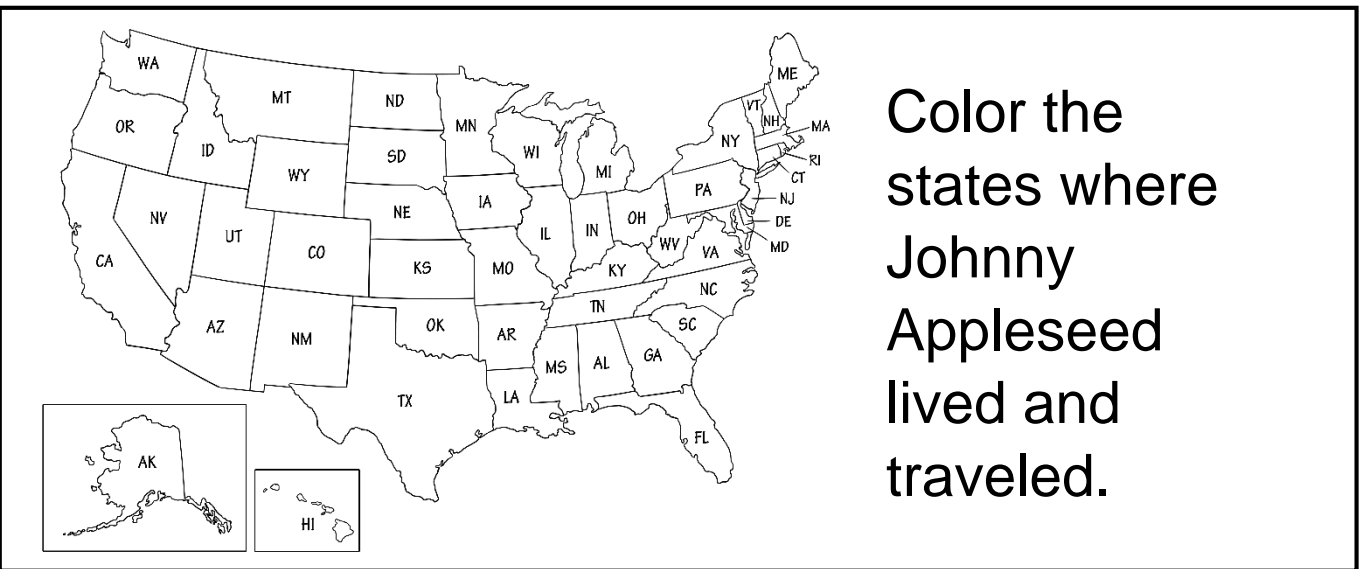 WA
MT
ND
MN
OR
ID
SD
WI
MI
NY
VT
NH
ME
MA
RI
CT
NJ
DE
MD
WY
NE
IA
PA
NV
UT
CO
KS
MO
IL
IN
OH
WV
VA
KY
CA
AZ
NM
OK
AR
TN
NC
SC
TX
LA
MS
AL
GA
FL
AK
HI
Color the
states where
Johnny
Appleseed
lived and
traveled.